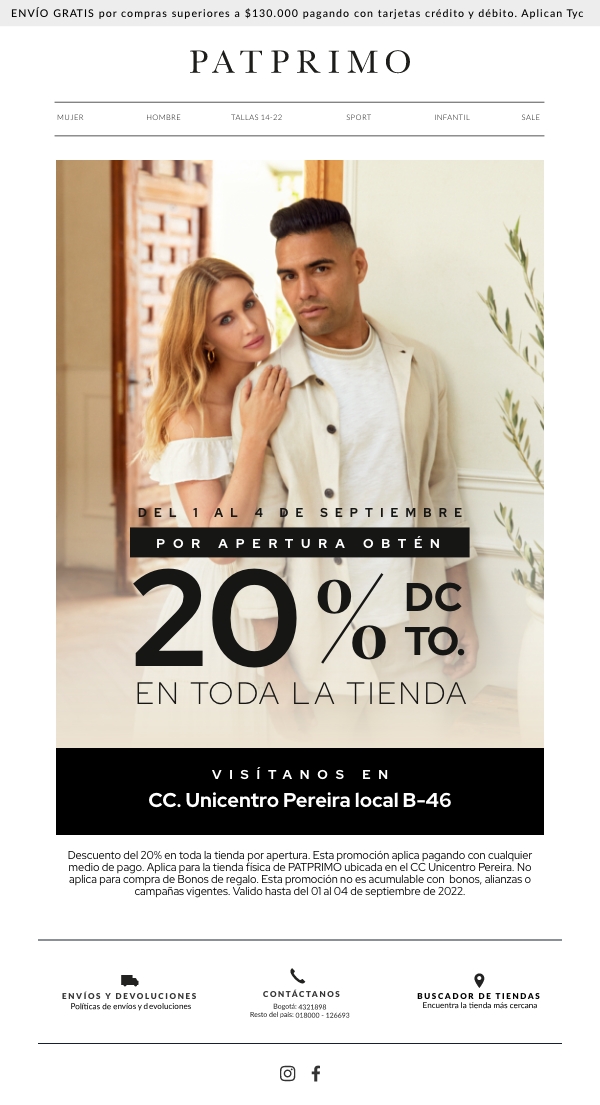 ENVÍO GRATIS por compras superiores a $130.000 pagando con tarjetas crédito y débito. Aplican Tyc
PATPRIMO
MUJER HOMBRE TALLAS 14-22 SPORT INFANTIL SALE
DEL 1 AL 4 DE SEPTIEMBRE
POR APERTURA OBTÉN
20% DCTO.
EN TODA LA TIENDA
VISÍTANOS EN
CC. Unicentro Pereira local B-46
Descuento del 20% en toda la tienda por apertura. Esta promoción aplica pagando con cualquier
medio de pago. Aplica para la tienda física de PATPRIMO ubicada en el CC Unicentro Pereira. No
aplica para compra de Bonos de regalo. Esta promoción no es acumulable con bonos, alianzas o
campañas vigentes. Valido hasta del 01 al 04 de septiembre de 2022.
ENVÍOS Y DEVOLUCIONES
Políticas de envíos y devoluciones
CONTÁCTANOS
Bogotá: 4321898
Resto del país: 018000 - 126693
BUSCADOR DE TIENDAS
Encuentra la tienda más cercana